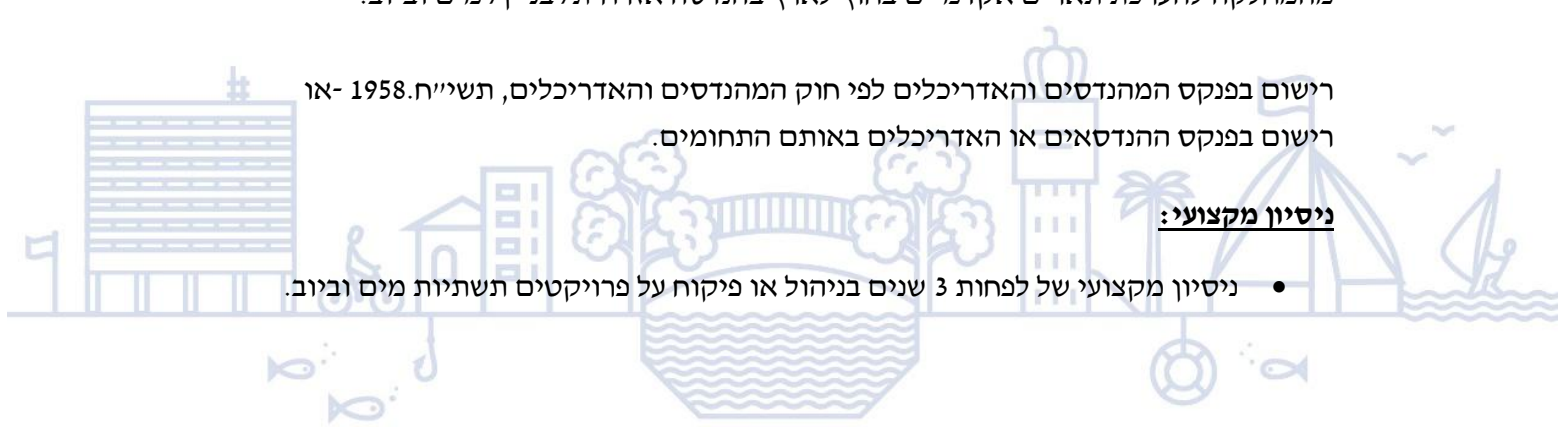 רישום בפנקס המהנדסים והאדריכלים לפי חוק המהנדסים והאדריכלים, תשי״ח.1958 -או
רישום בפנקס ההנדסאים או האדריכלים באותם התחומים.
ניסיון מקצועי:
• ניסיון מקצועי של לפחות 3 שנים בניהול או פיקוח על פרויקטים תשתיות מים וביוב.